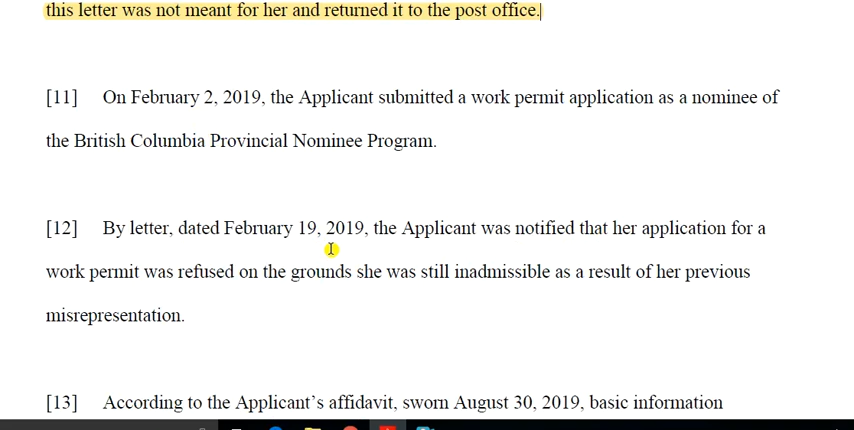 this letter was not meant for her and returned it to the post office.
[11] On February 2, 2019, the Applicant submitted a work permit application as a nominee of
the British Columbia Provincial Nominee Program.
[12] By letter, dated February 19, 2019, the Applicant was notified that her application for a
work permit was refused on the grounds she was still inadmissible as a result of her previous
misrepresentation.
[13] According to the Applicant’s affidavit, sworn August 30, 2019, basic information